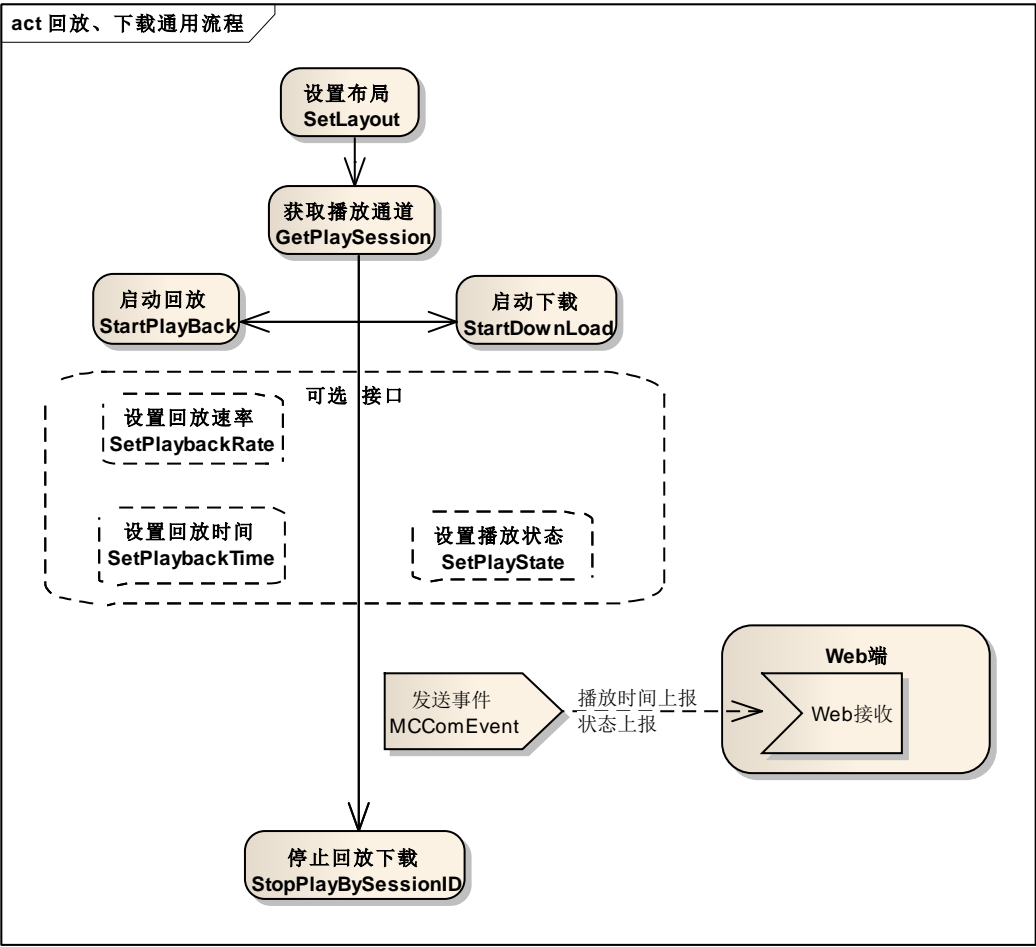 act 回放、下载通用流程
设置布局
SetLayout
获取播放通道
GetPlaySession
启动回放
StartPlayBack
启动下载
StartDownLoad
可选 接口
设置回放速率
SetPlaybackRate
设置回放时间
SetPlaybackTime
设置播放状态
SetPlayState
Web端
发送事件
MCComEvent
播放时间上报
状态上报
Web接收
停止回放下载
StopPlayBySessionID